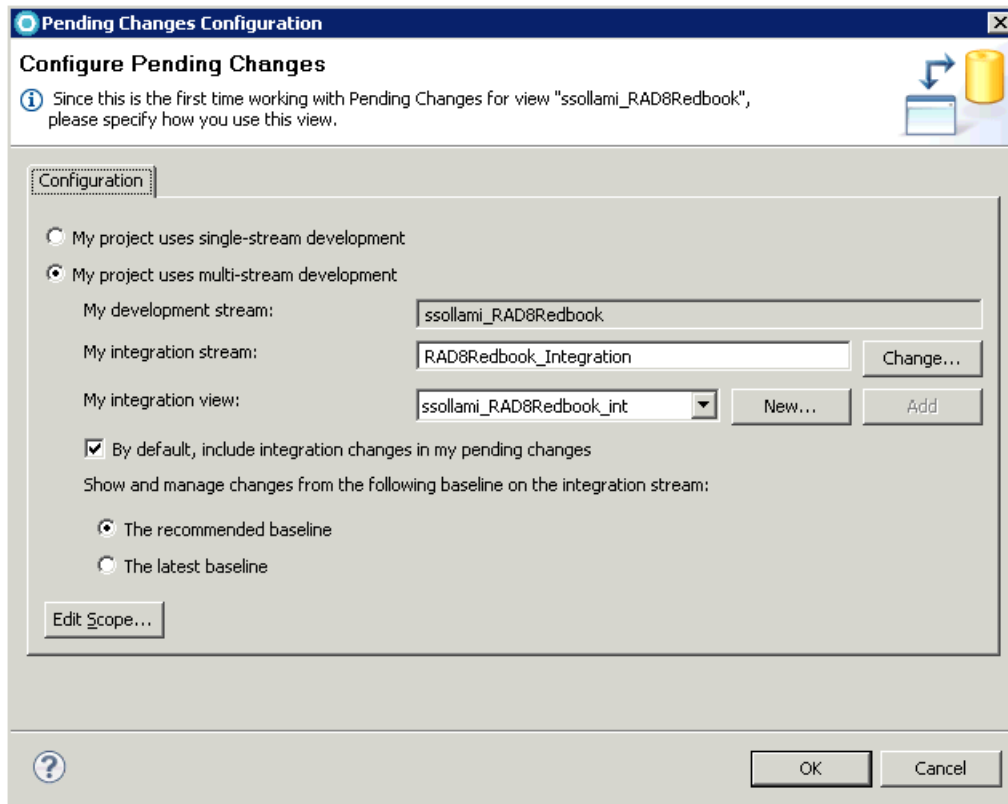 Pending Changes Configuration
Configure Pending Changes
Since this is the first time working with Pending Changes for view "ssollami_RAD8Redbook",
please specify how you use this view.
Configuration
My project uses single-stream development
My project uses multi-stream development
My development stream: ssollami_RAD8Redbook
My integration stream: RAD8Redbook_Integration Change...
My integration view: ssollami_RAD8Redbook_int New... Add
By default, include integration changes in my pending changes
Show and manage changes from the following baseline on the integration stream:
The recommended baseline
The latest baseline
Edit Scope...
OK Cancel